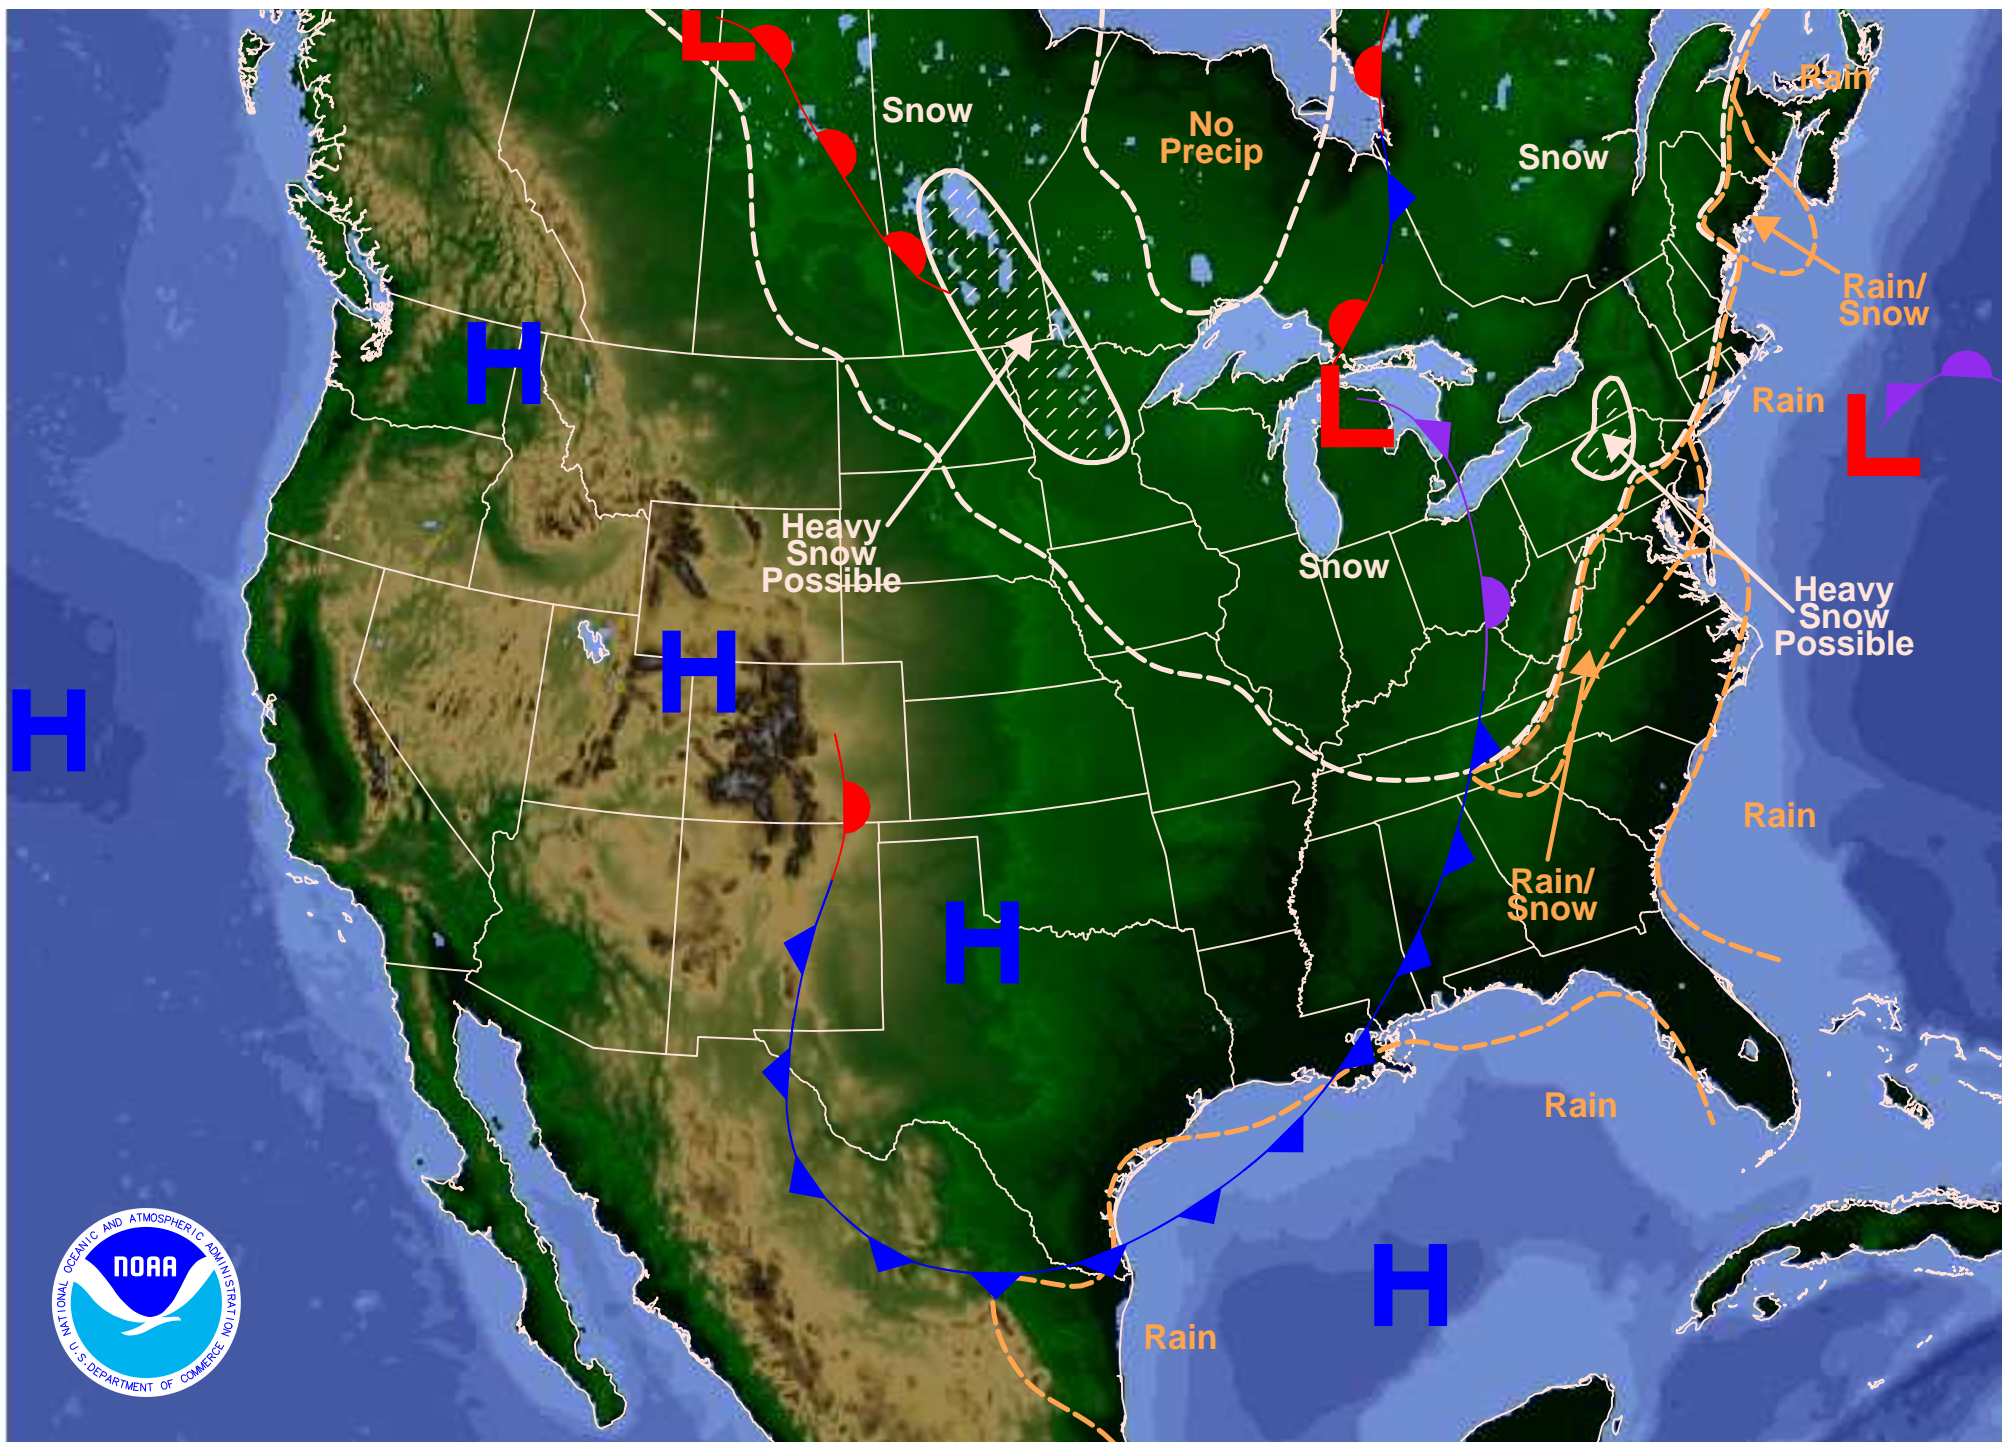 L
Snow
No
Precip
Snow
Rain
Rain/
Snow
H
L
Rain
L
Heavy
Snow
Possible
Snow
Heavy
Snow
Possible
H
H
Rain
Rain/
Snow
H
Rain
H
Rain
NATIONAL OCEANIC AND ATMOSPHERIC ADMINISTRATION
NOAA
U.S. DEPARTMENT OF COMMERCE